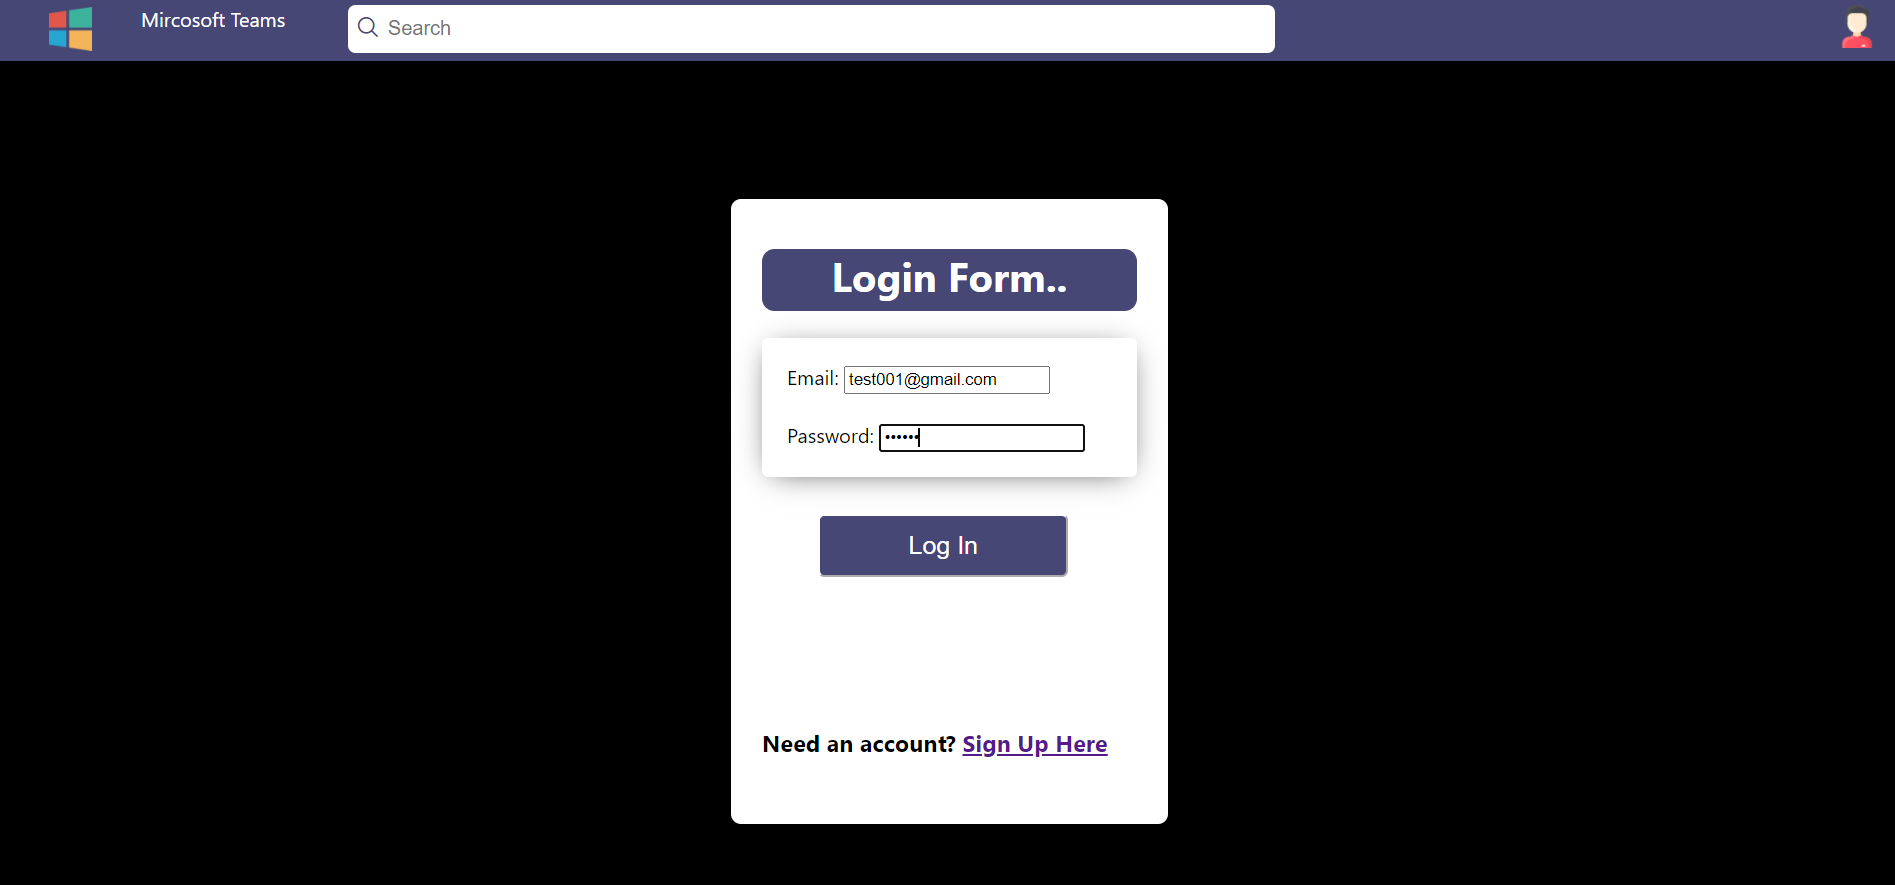 Mircosoft Teams
Search
Login Form..
Email: test001@gmail.com
Password: ••••••
Log In
Need an account? Sign Up Here